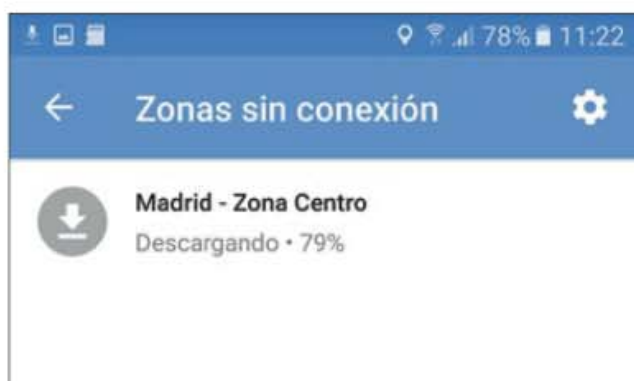 78% 11:22
Zonas sin conexión
Madrid - Zona Centro
Descargando • 79%